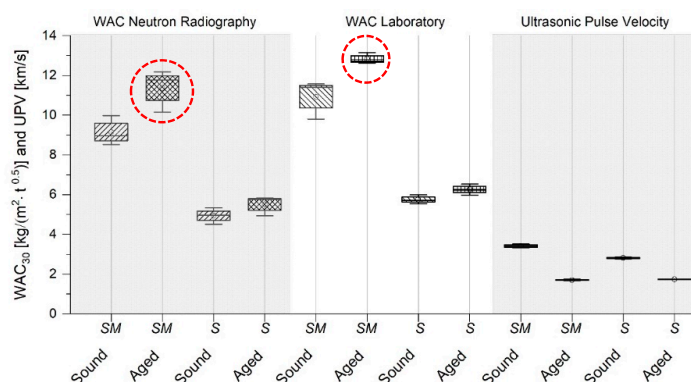 WAC Neutron Radiography WAC Laboratory Ultrasonic Pulse Velocity
WAC₃₀ [kg/(m²· t ⁰·⁵)] and UPV [km/s]
14
12
10
8
6
4
2
0
SM SM S S SM SM S S SM SM S S
Sound Aged Sound Aged Sound Aged Sound Aged Sound Aged Sound Aged